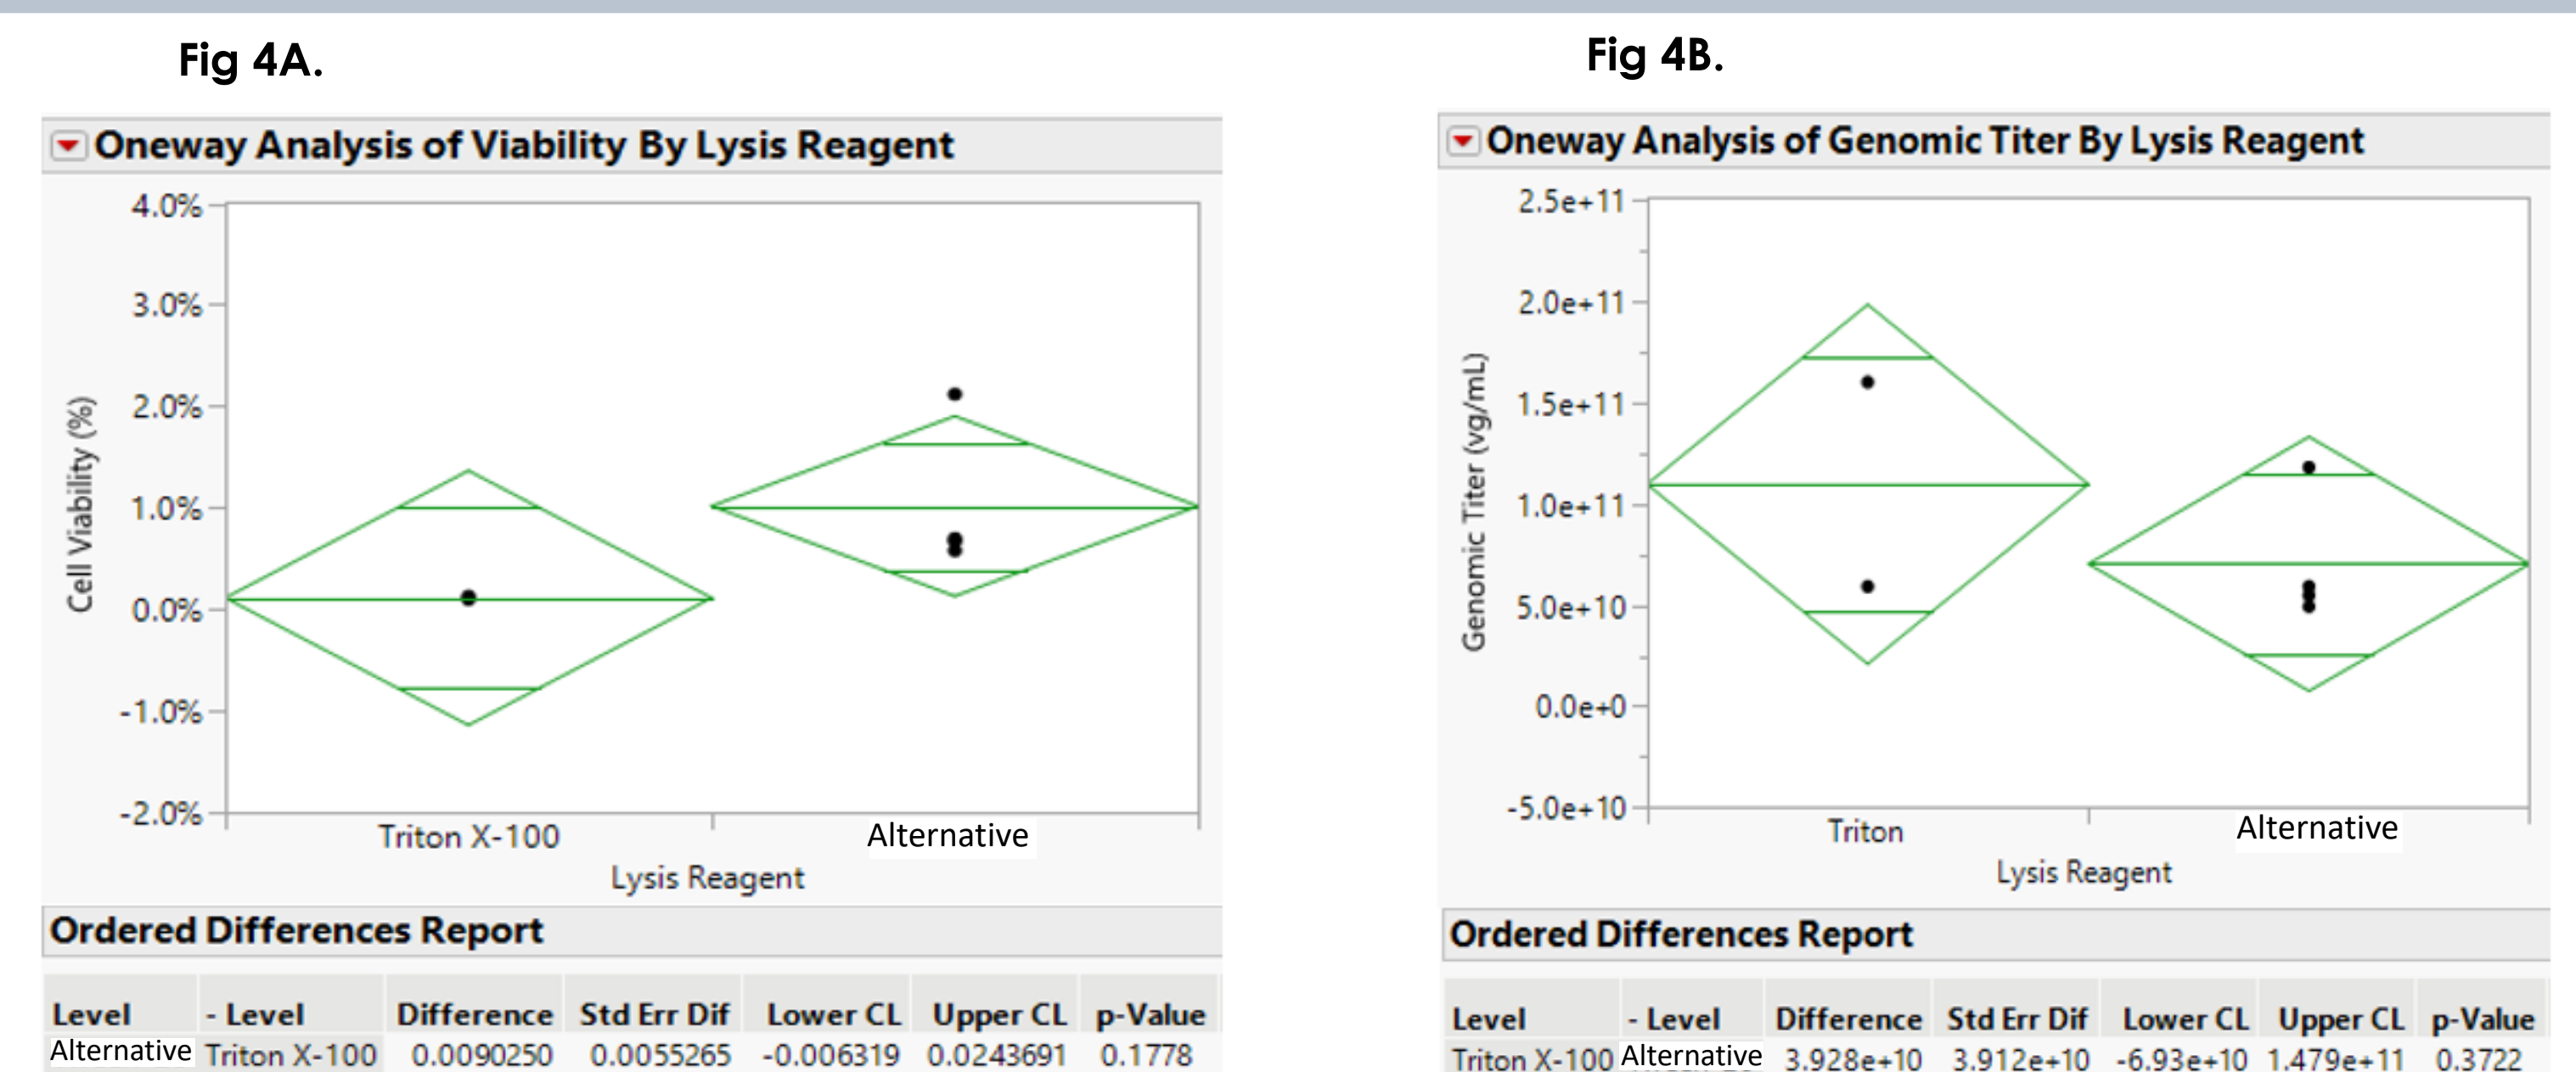 Fig 4A.
Oneway Analysis of Viability By Lysis Reagent
4.0%
3.0%
2.0%
1.0%
0.0%
-1.0%
-2.0%
Cell Viability (%)
Triton X-100
Alternative
Lysis Reagent
Ordered Differences Report
Level - Level Difference Std Err Dif Lower CL Upper CL p-Value
Alternative Triton X-100 0.0090250 0.0055265 -0.006319 0.0243691 0.1778
Fig 4B.
Oneway Analysis of Genomic Titer By Lysis Reagent
2.5e+11
2.0e+11
1.5e+11
1.0e+11
5.0e+10
0.0e+0
-5.0e+10
Genomic Titer (vg/mL)
Triton
Alternative
Lysis Reagent
Ordered Differences Report
Level - Level Difference Std Err Dif Lower CL Upper CL p-Value
Triton X-100 Alternative 3.928e+10 3.912e+10 -6.93e+10 1.479e+11 0.3722